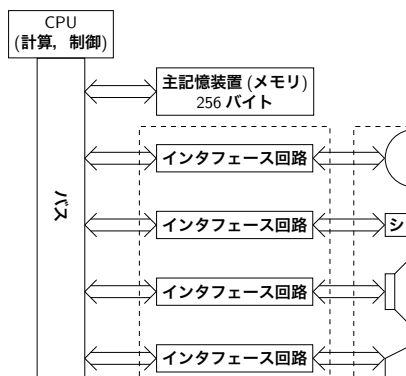 CPU
(計算，制御)
主記憶装置 (メモリ)
256 バイト
インタフェース回路
バス
インタフェース回路
シ
インタフェース回路
インタフェース回路